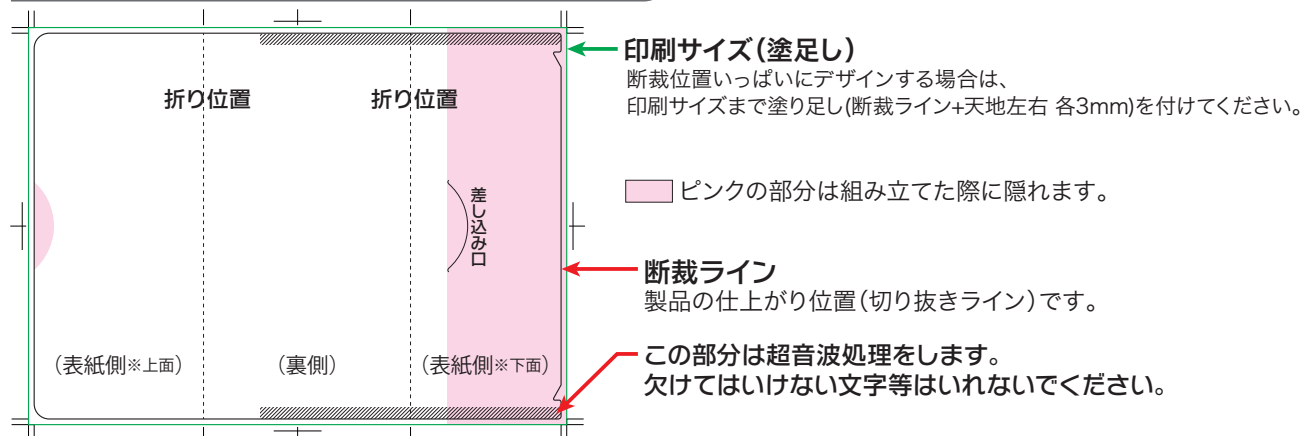 印刷サイズ（塗足し）
断裁位置いっぱいにデザインする場合は、
印刷サイズまで塗り足し(断裁ライン+天地左右 各3mm)を付けてください。
折り位置
折り位置
ピンクの部分は組み立てた際に隠れます。
差し込み口
断裁ライン
製品の仕上がり位置（切り抜きライン）です。
（表紙側※上面）
（裏側）
（表紙側※下面）
この部分は超音波処理をします。
欠けてはいけない文字等はいれないでください。